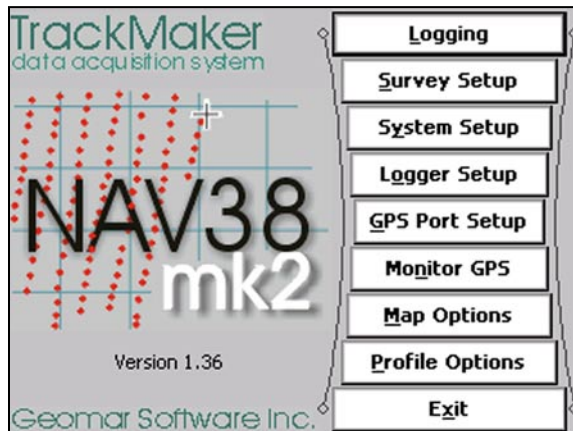 TrackMaker
data acquisition system
NAV38
mk2
Version 1.36
Geomar Software Inc.
Logging
Survey Setup
System Setup
Logger Setup
GPS Port Setup
Monitor GPS
Map Options
Profile Options
Exit